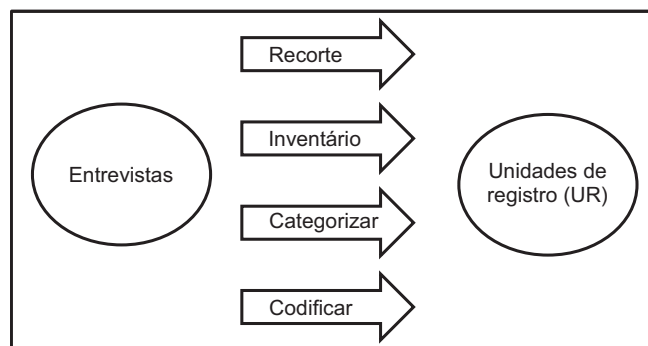 Recorte
Inventário
Entrevistas
Unidades de
registro (UR)
Categorizar
Codificar